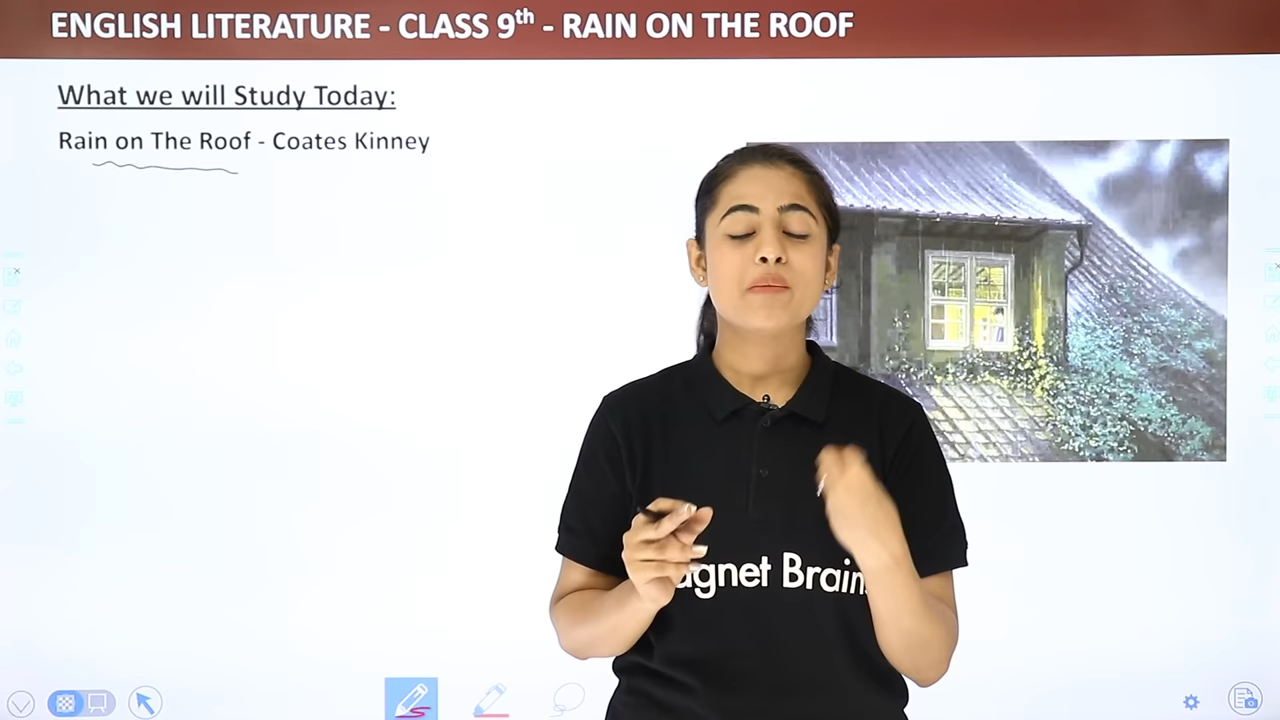 ENGLISH LITERATURE - CLASS 9th - RAIN ON THE ROOF
What we will Study Today:
Rain on The Roof - Coates Kinney
agnet Brain